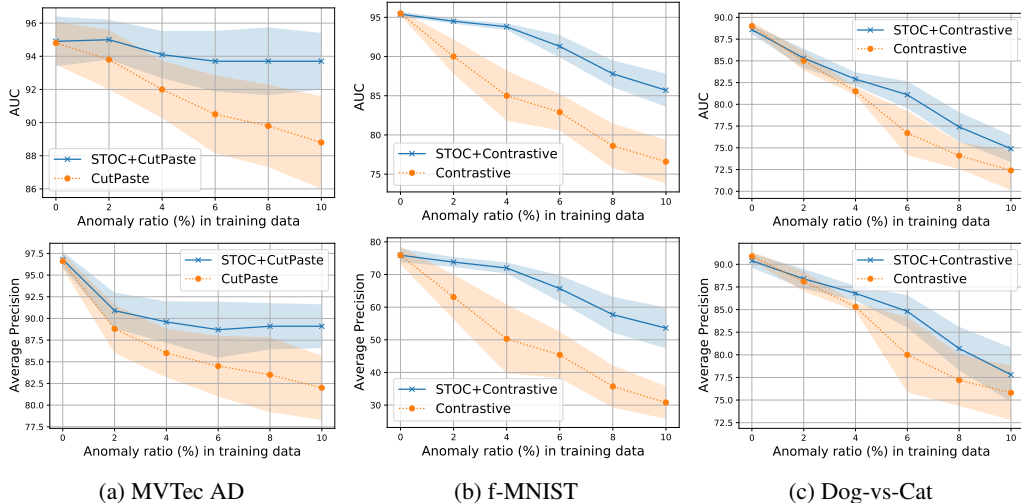 96
94
92
90
88
86
AUC
STOC+CutPaste
CutPaste
0 2 4 6 8 10
Anomaly ratio (%) in training data
95
90
85
80
75
AUC
STOC+Contrastive
Contrastive
0 2 4 6 8 10
Anomaly ratio (%) in training data
90.0
87.5
85.0
82.5
80.0
77.5
75.0
72.5
70.0
AUC
STOC+Contrastive
Contrastive
0 2 4 6 8 10
Anomaly ratio (%) in training data
97.5
95.0
92.5
90.0
87.5
85.0
82.5
80.0
77.5
Average Precision
STOC+CutPaste
CutPaste
0 2 4 6 8 10
Anomaly ratio (%) in training data
80
70
60
50
40
30
Average Precision
STOC+Contrastive
Contrastive
0 2 4 6 8 10
Anomaly ratio (%) in training data
90.0
87.5
85.0
82.5
80.0
77.5
75.0
72.5
Average Precision
STOC+Contrastive
Contrastive
0 2 4 6 8 10
Anomaly ratio (%) in training data
(a) MVTec AD
(b) f-MNIST
(c) Dog-vs-Cat